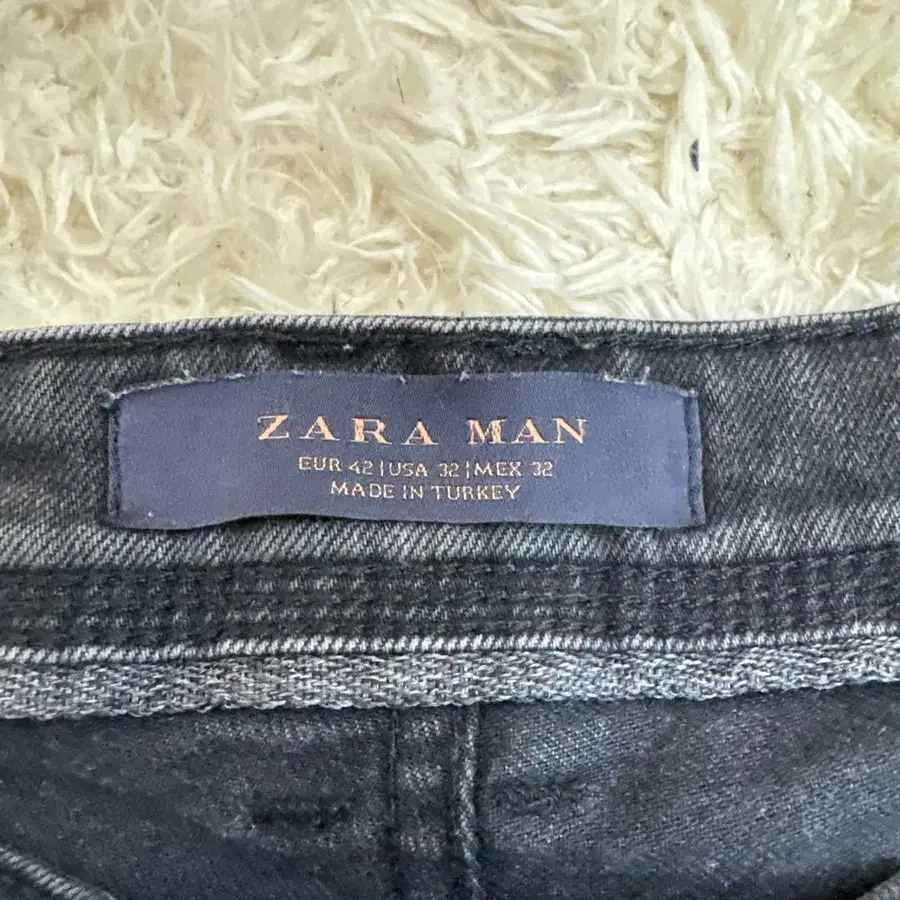 ZARA MAN
EUR 42 | USA 32 | MEX 32
MADE IN TURKEY